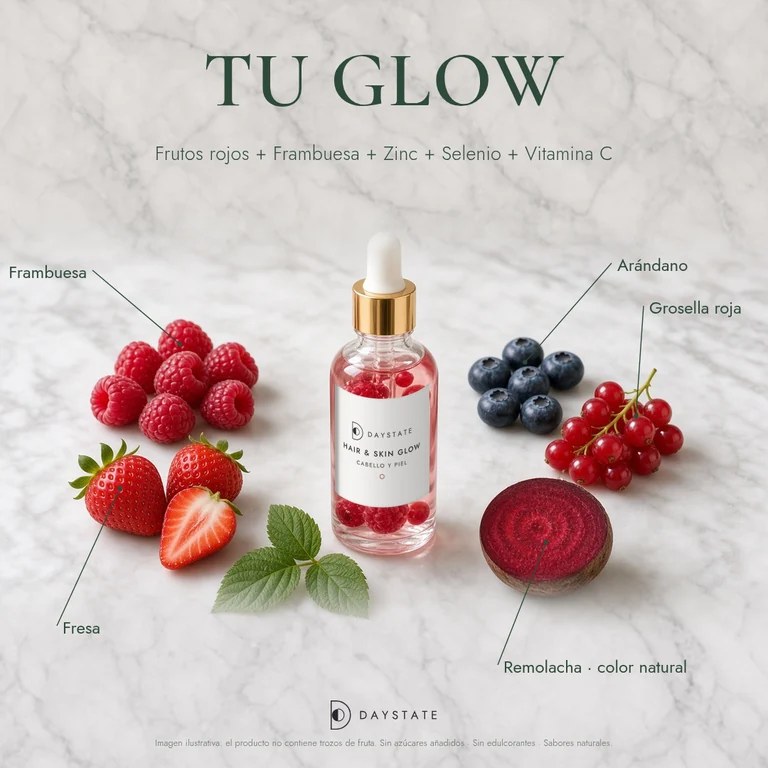 TU GLOW
Frutos rojos + Frambuesa + Zinc + Selenio + Vitamina C
Frambuesa
Arándano
Grosella roja
DAYSTATE
HAIR & SKIN GLOW
CABELLO Y PIEL
Fresa
Remolacha · color natural
DAYSTATE
Imagen ilustrativa: el producto no contiene trozos de fruta. Sin azúcares añadidos · Sin edulcorantes · Sabores naturales.